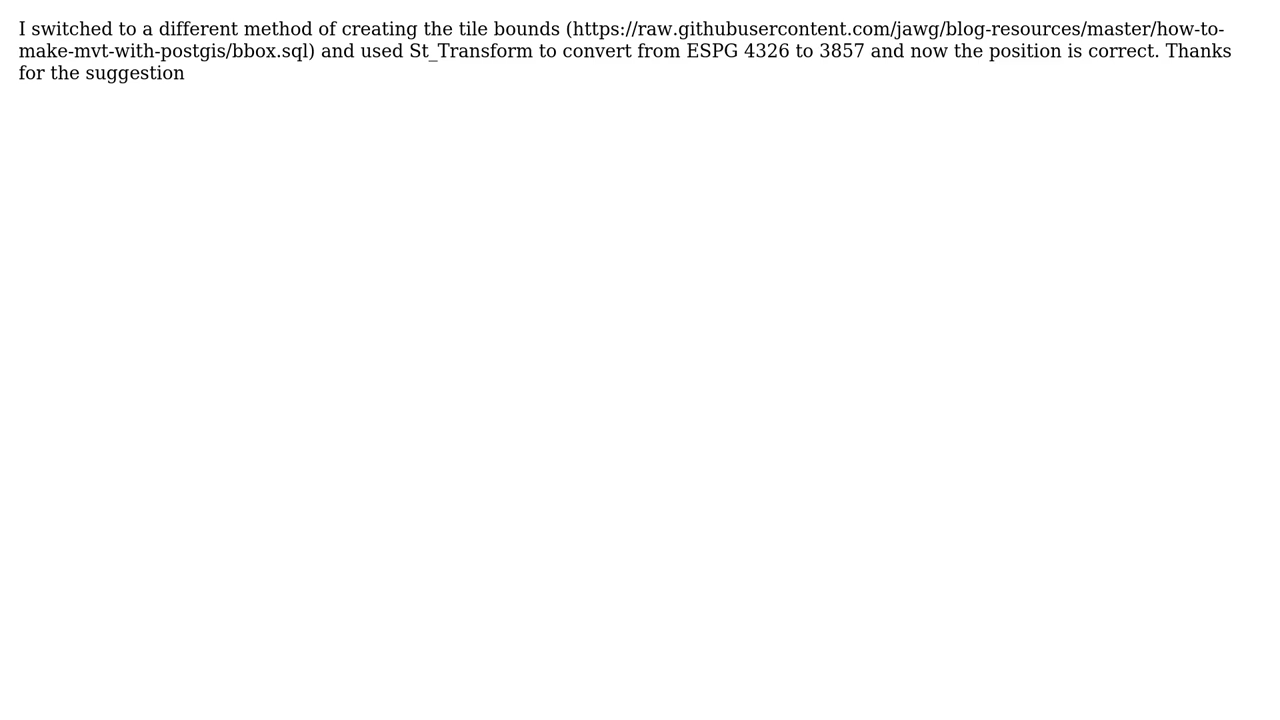 I switched to a different method of creating the tile bounds (https://raw.githubusercontent.com/jawg/blog-resources/master/how-to-
make-mvt-with-postgis/bbox.sql) and used St_Transform to convert from ESPG 4326 to 3857 and now the position is correct. Thanks
for the suggestion